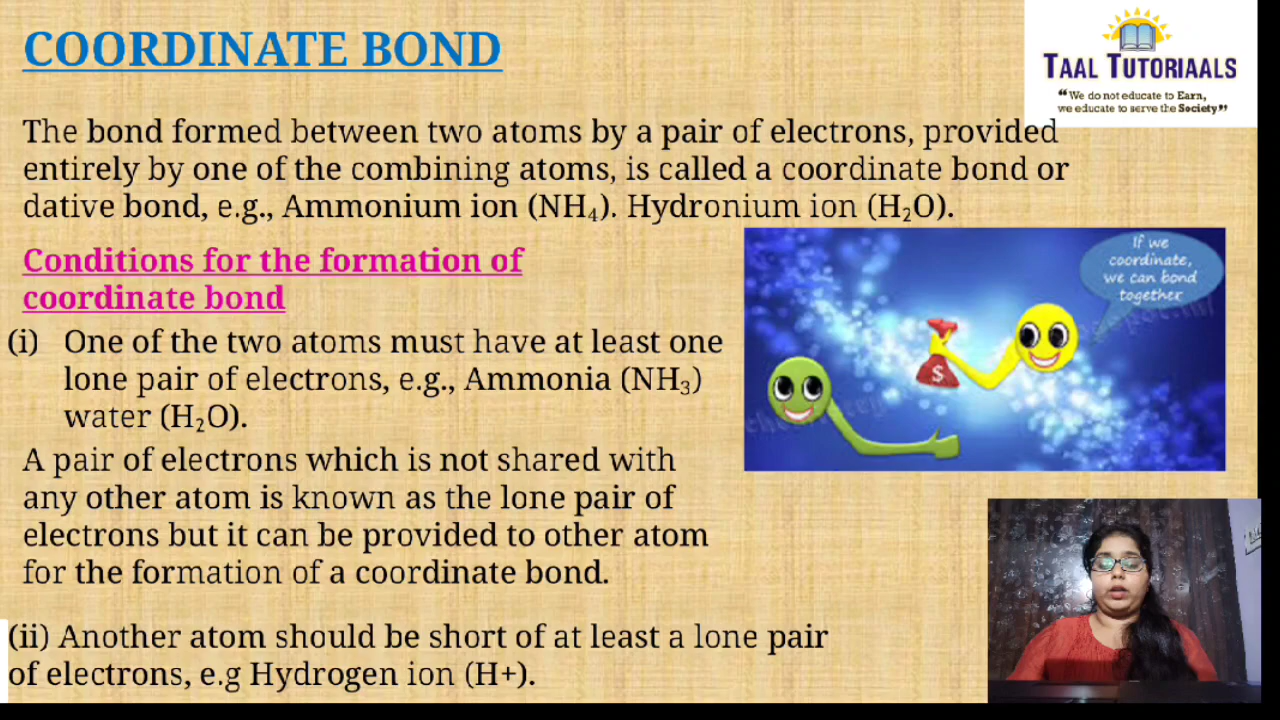 COORDINATE BOND
TAAL TUTORIAALS
“We do not educate to Earn,
we educate to serve the Society”
The bond formed between two atoms by a pair of electrons, provided
entirely by one of the combining atoms, is called a coordinate bond or
dative bond, e.g., Ammonium ion (NH₄). Hydronium ion (H₂O).
Conditions for the formation of
coordinate bond
(i) One of the two atoms must have at least one
lone pair of electrons, e.g., Ammonia (NH₃)
water (H₂O).
A pair of electrons which is not shared with
any other atom is known as the lone pair of
electrons but it can be provided to other atom
for the formation of a coordinate bond.
(ii) Another atom should be short of at least a lone pair
of electrons, e.g Hydrogen ion (H+).
If we
coordinate,
we can bond
together
$